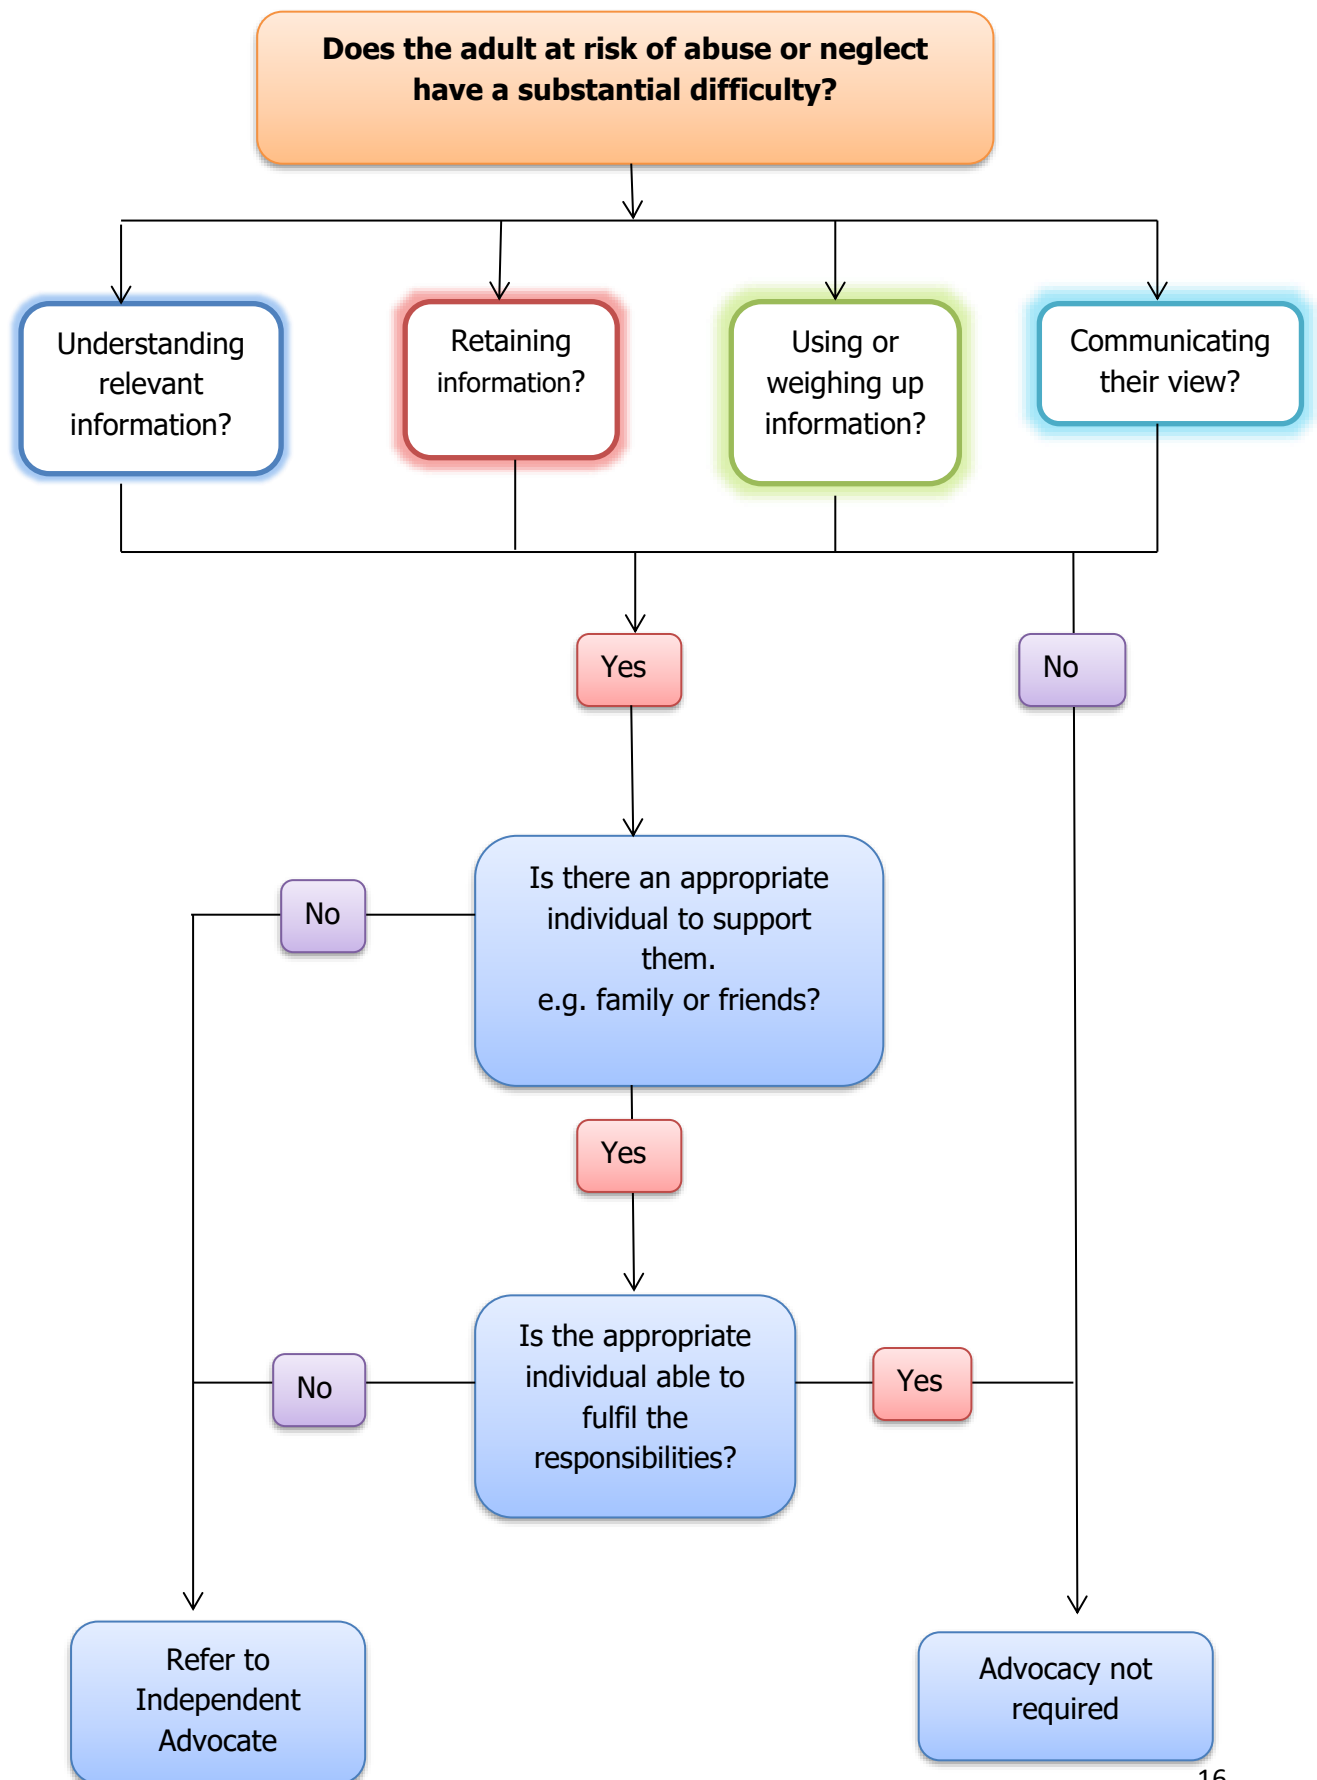 Does the adult at risk of abuse or neglect
have a substantial difficulty?
Understanding
relevant
information?
Retaining
information?
Using or
weighing up
information?
Communicating
their view?
Yes
No
Is there an appropriate
individual to support
them.
e.g. family or friends?
No
Yes
Is the appropriate
individual able to
fulfil the
responsibilities?
No
Yes
Refer to
Independent
Advocate
Advocacy not
required
16